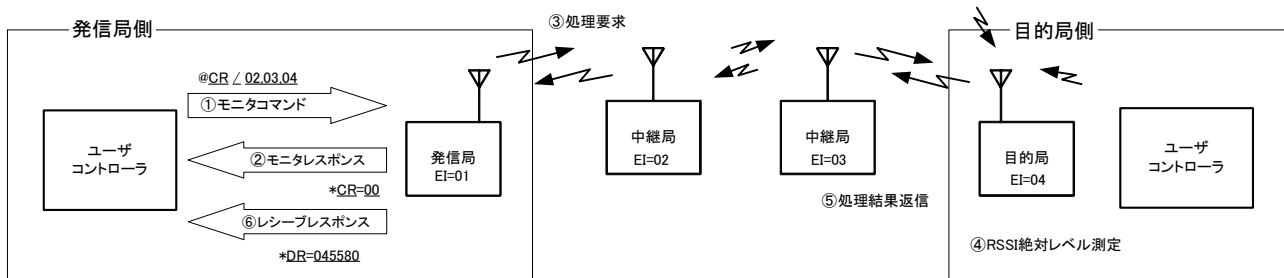 発信局側
③処理要求
目的局側
@CR / 02,03,04
①モニタコマンド
ユーザ
コントローラ
②モニタレスポンス
*CR=00
⑥レシーブレスポンス
*DR=045580
発信局
EI=01
中継局
EI=02
中継局
EI=03
目的局
EI=04
ユーザ
コントローラ
⑤処理結果返信
④RSSI絶対レベル測定